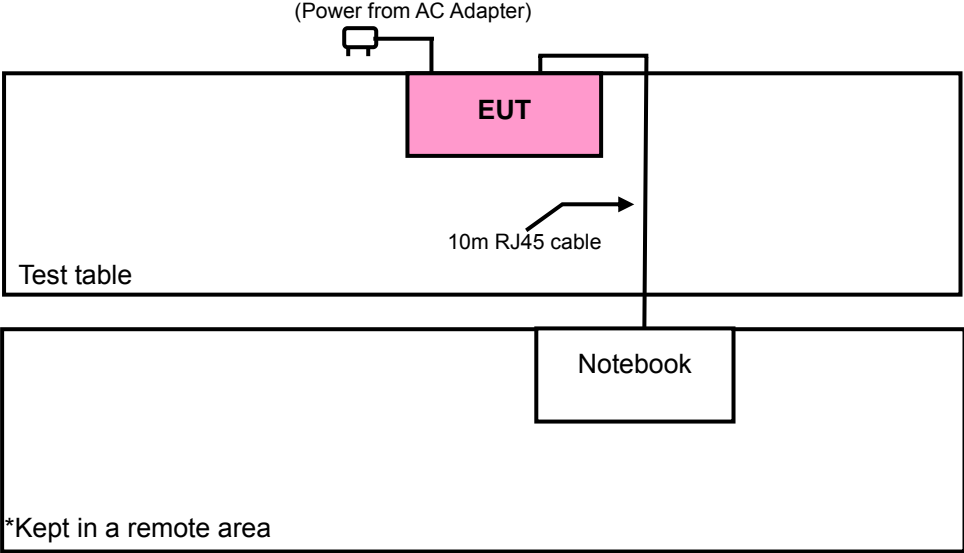 (Power from AC Adapter)
EUT
10m RJ45 cable
Test table
Notebook
*Kept in a remote area